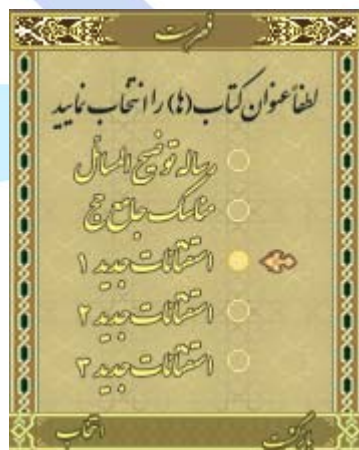 فهرست
لطفاً عنوان کتاب (ها) را انتخاب نمایید
رساله توضیح المسائل
مناسک جامع حج
استفتائات جدید ۱
استفتائات جدید ۲
استفتائات جدید ۳
بازگشت انتخاب